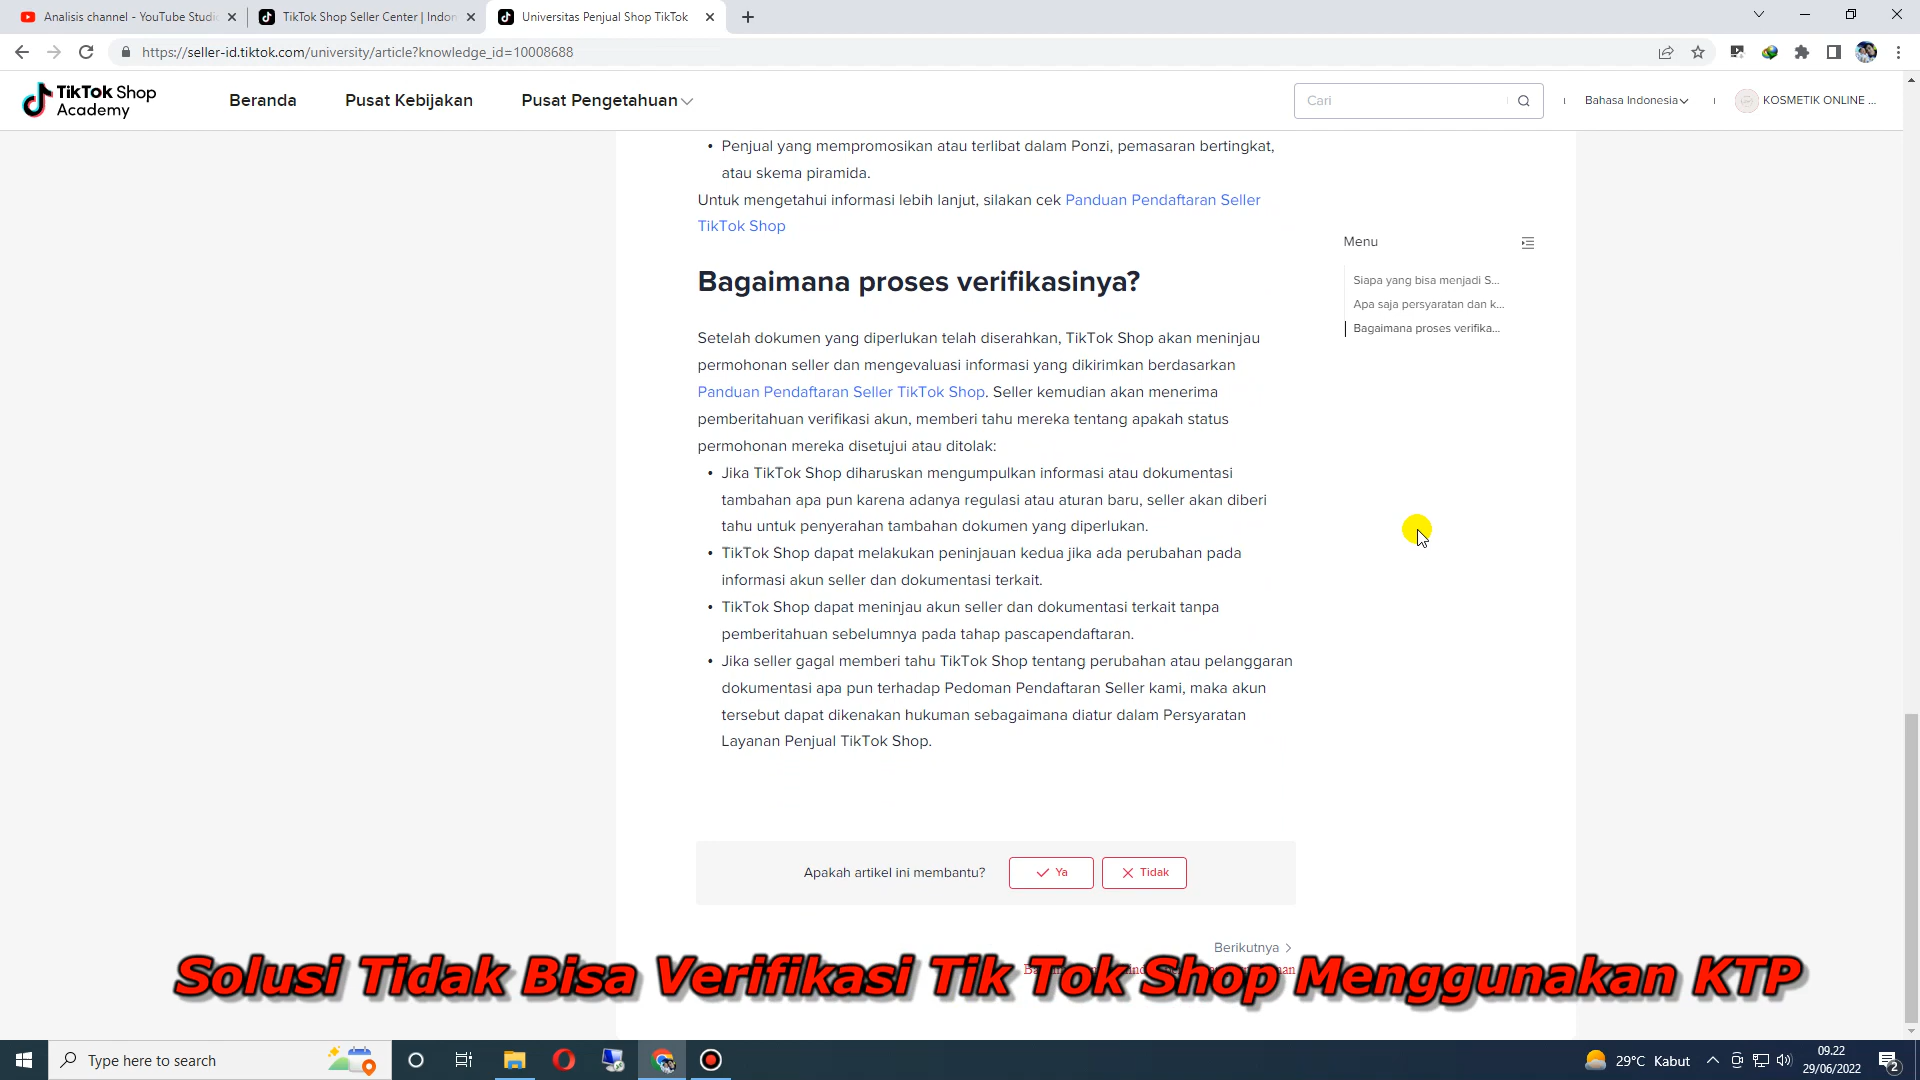 Analisis channel - YouTube Studi
TikTok Shop Seller Center | Indon
Universitas Penjual Shop TikTok
https://seller-id.tiktok.com/university/article?knowledge_id=10008688
TikTok Shop
Academy
Beranda
Pusat Kebijakan
Pusat Pengetahuan
Cari
Bahasa Indonesia
KOSMETIK ONLINE ...
• Penjual yang mempromosikan atau terlibat dalam Ponzi, pemasaran bertingkat,
atau skema piramida.
Untuk mengetahui informasi lebih lanjut, silakan cek Panduan Pendaftaran Seller
TikTok Shop
Menu
Siapa yang bisa menjadi S...
Apa saja persyaratan dan k...
Bagaimana proses verifika...
Bagaimana proses verifikasinya?
Setelah dokumen yang diperlukan telah diserahkan, TikTok Shop akan meninjau
permohonan seller dan mengevaluasi informasi yang dikirimkan berdasarkan
Panduan Pendaftaran Seller TikTok Shop. Seller kemudian akan menerima
pemberitahuan verifikasi akun, memberi tahu mereka tentang apakah status
permohonan mereka disetujui atau ditolak:
• Jika TikTok Shop diharuskan mengumpulkan informasi atau dokumentasi
tambahan apa pun karena adanya regulasi atau aturan baru, seller akan diberi
tahu untuk penyerahan tambahan dokumen yang diperlukan.
• TikTok Shop dapat melakukan peninjauan kedua jika ada perubahan pada
informasi akun seller dan dokumentasi terkait.
• TikTok Shop dapat meninjau akun seller dan dokumentasi terkait tanpa
pemberitahuan sebelumnya pada tahap pascapendaftaran.
• Jika seller gagal memberi tahu TikTok Shop tentang perubahan atau pelanggaran
dokumentasi apa pun terhadap Pedoman Pendaftaran Seller kami, maka akun
tersebut dapat dikenakan hukuman sebagaimana diatur dalam Persyaratan
Layanan Penjual TikTok Shop.
Apakah artikel ini membantu?
Ya
Tidak
Berikutnya
Solusi Tidak Bisa Verifikasi Tik Tok Shop Menggunakan KTP
Type here to search
29°C Kabut
09.22
29/06/2022
2